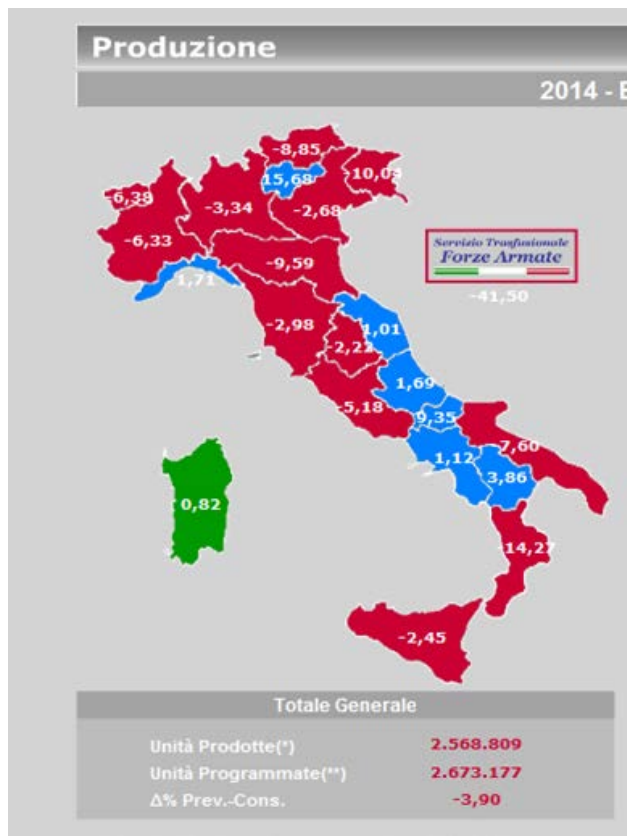 Produzione
2014 - E
-8,85
15,68
-10,04
-6,38
-3,34
-2,68
-6,33
-9,59
1,71
Servizio Trasfusionale
Forze Armate
-41,50
-2,98
1,01
-2,22
1,69
-5,18
9,35
-7,60
1,12
3,86
0,82
-14,27
-2,45
Totale Generale
Unità Prodotte(*) 2.568.809
Unità Programmate(**) 2.673.177
Δ% Prev.-Cons. -3,90